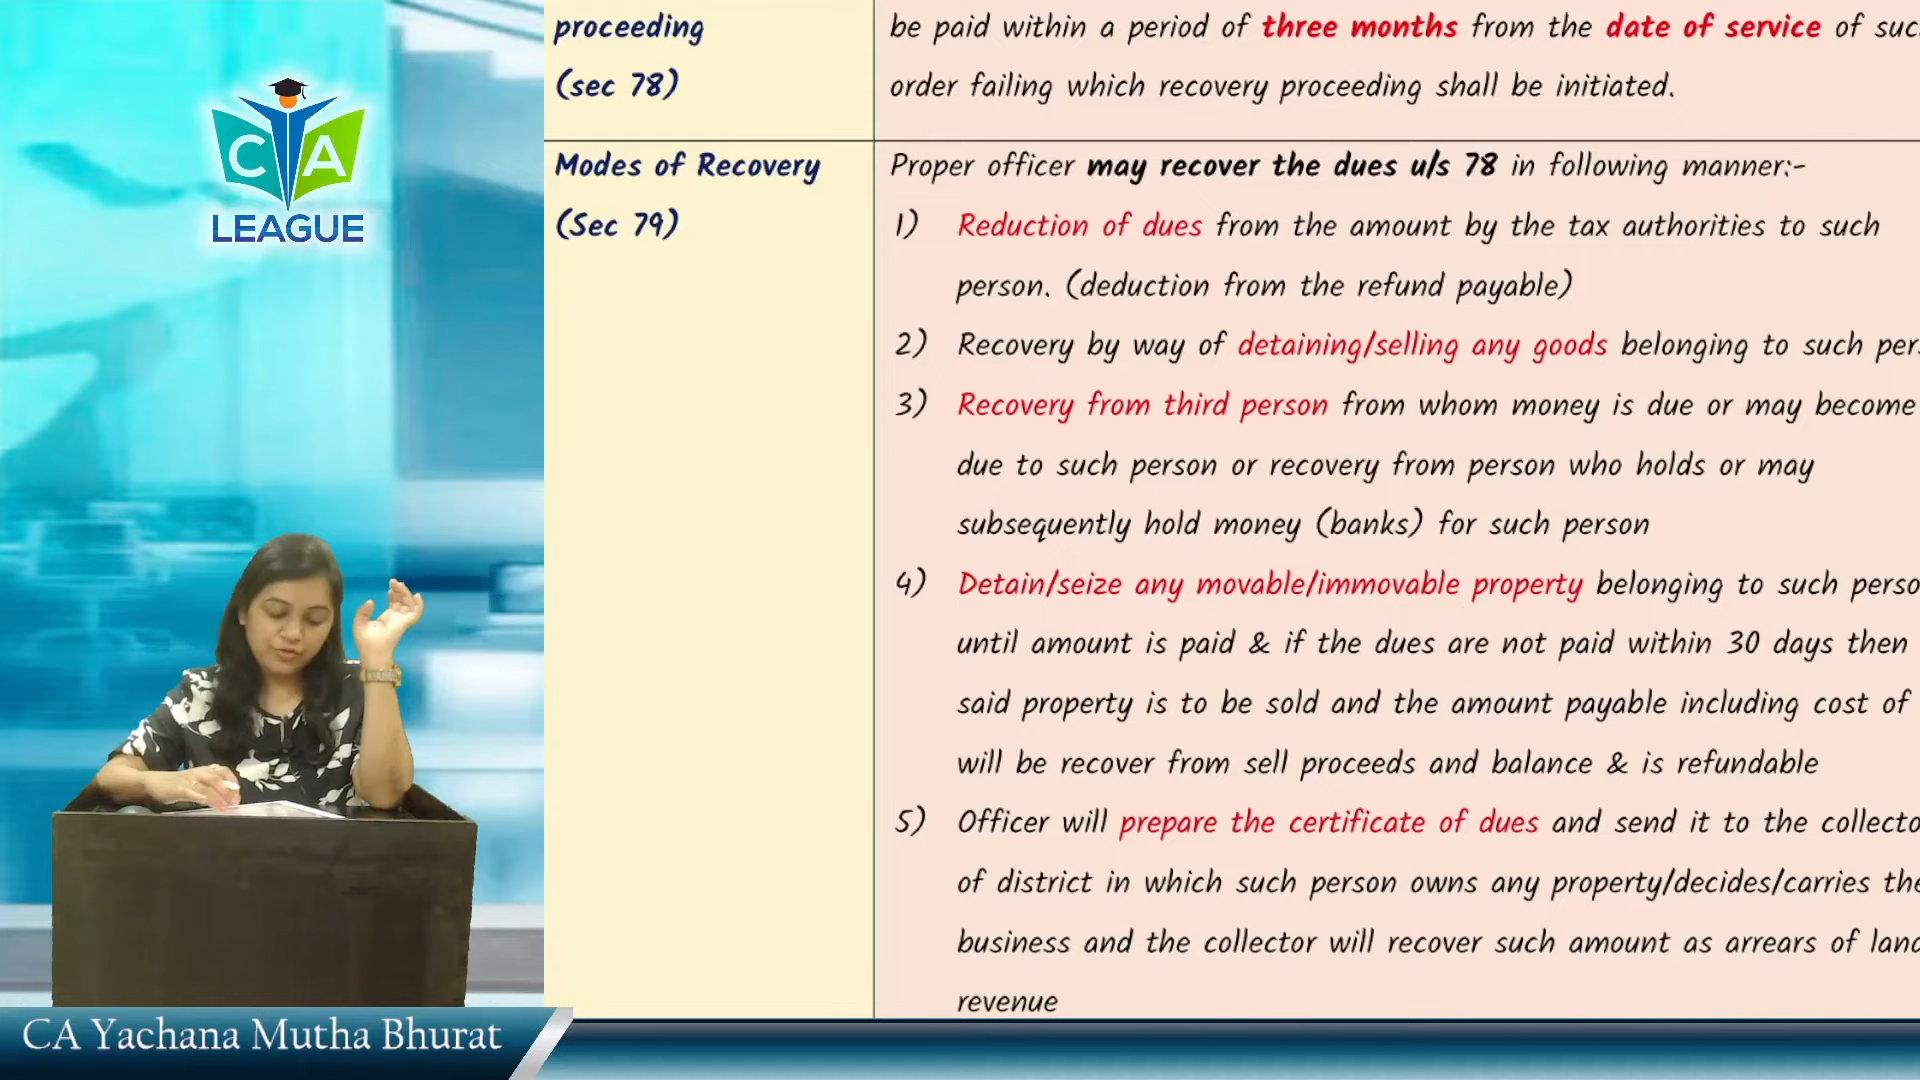 C A
LEAGUE
proceeding
(sec 78)
be paid within a period of three months from the date of service of
order failing which recovery proceeding shall be initiated.
Modes of Recovery
(Sec 79)
Proper officer may recover the dues u/s 78 in following manner:-
1) Reduction of dues from the amount by the tax authorities to such
person. (deduction from the refund payable)
2) Recovery by way of detaining/selling any goods belonging to such
3) Recovery from third person from whom money is due or may become
due to such person or recovery from person who holds or may
subsequently hold money (banks) for such person
4) Detain/seize any movable/immovable property belonging to such
until amount is paid & if the dues are not paid within 30 days then
said property is to be sold and the amount payable including cost of
will be recover from sell proceeds and balance & is refundable
5) Officer will prepare the certificate of dues and send it to the
of district in which such person owns any property/decides/carries
business and the collector will recover such amount as arrears of
revenue
CA Yachana Mutha Bhurat